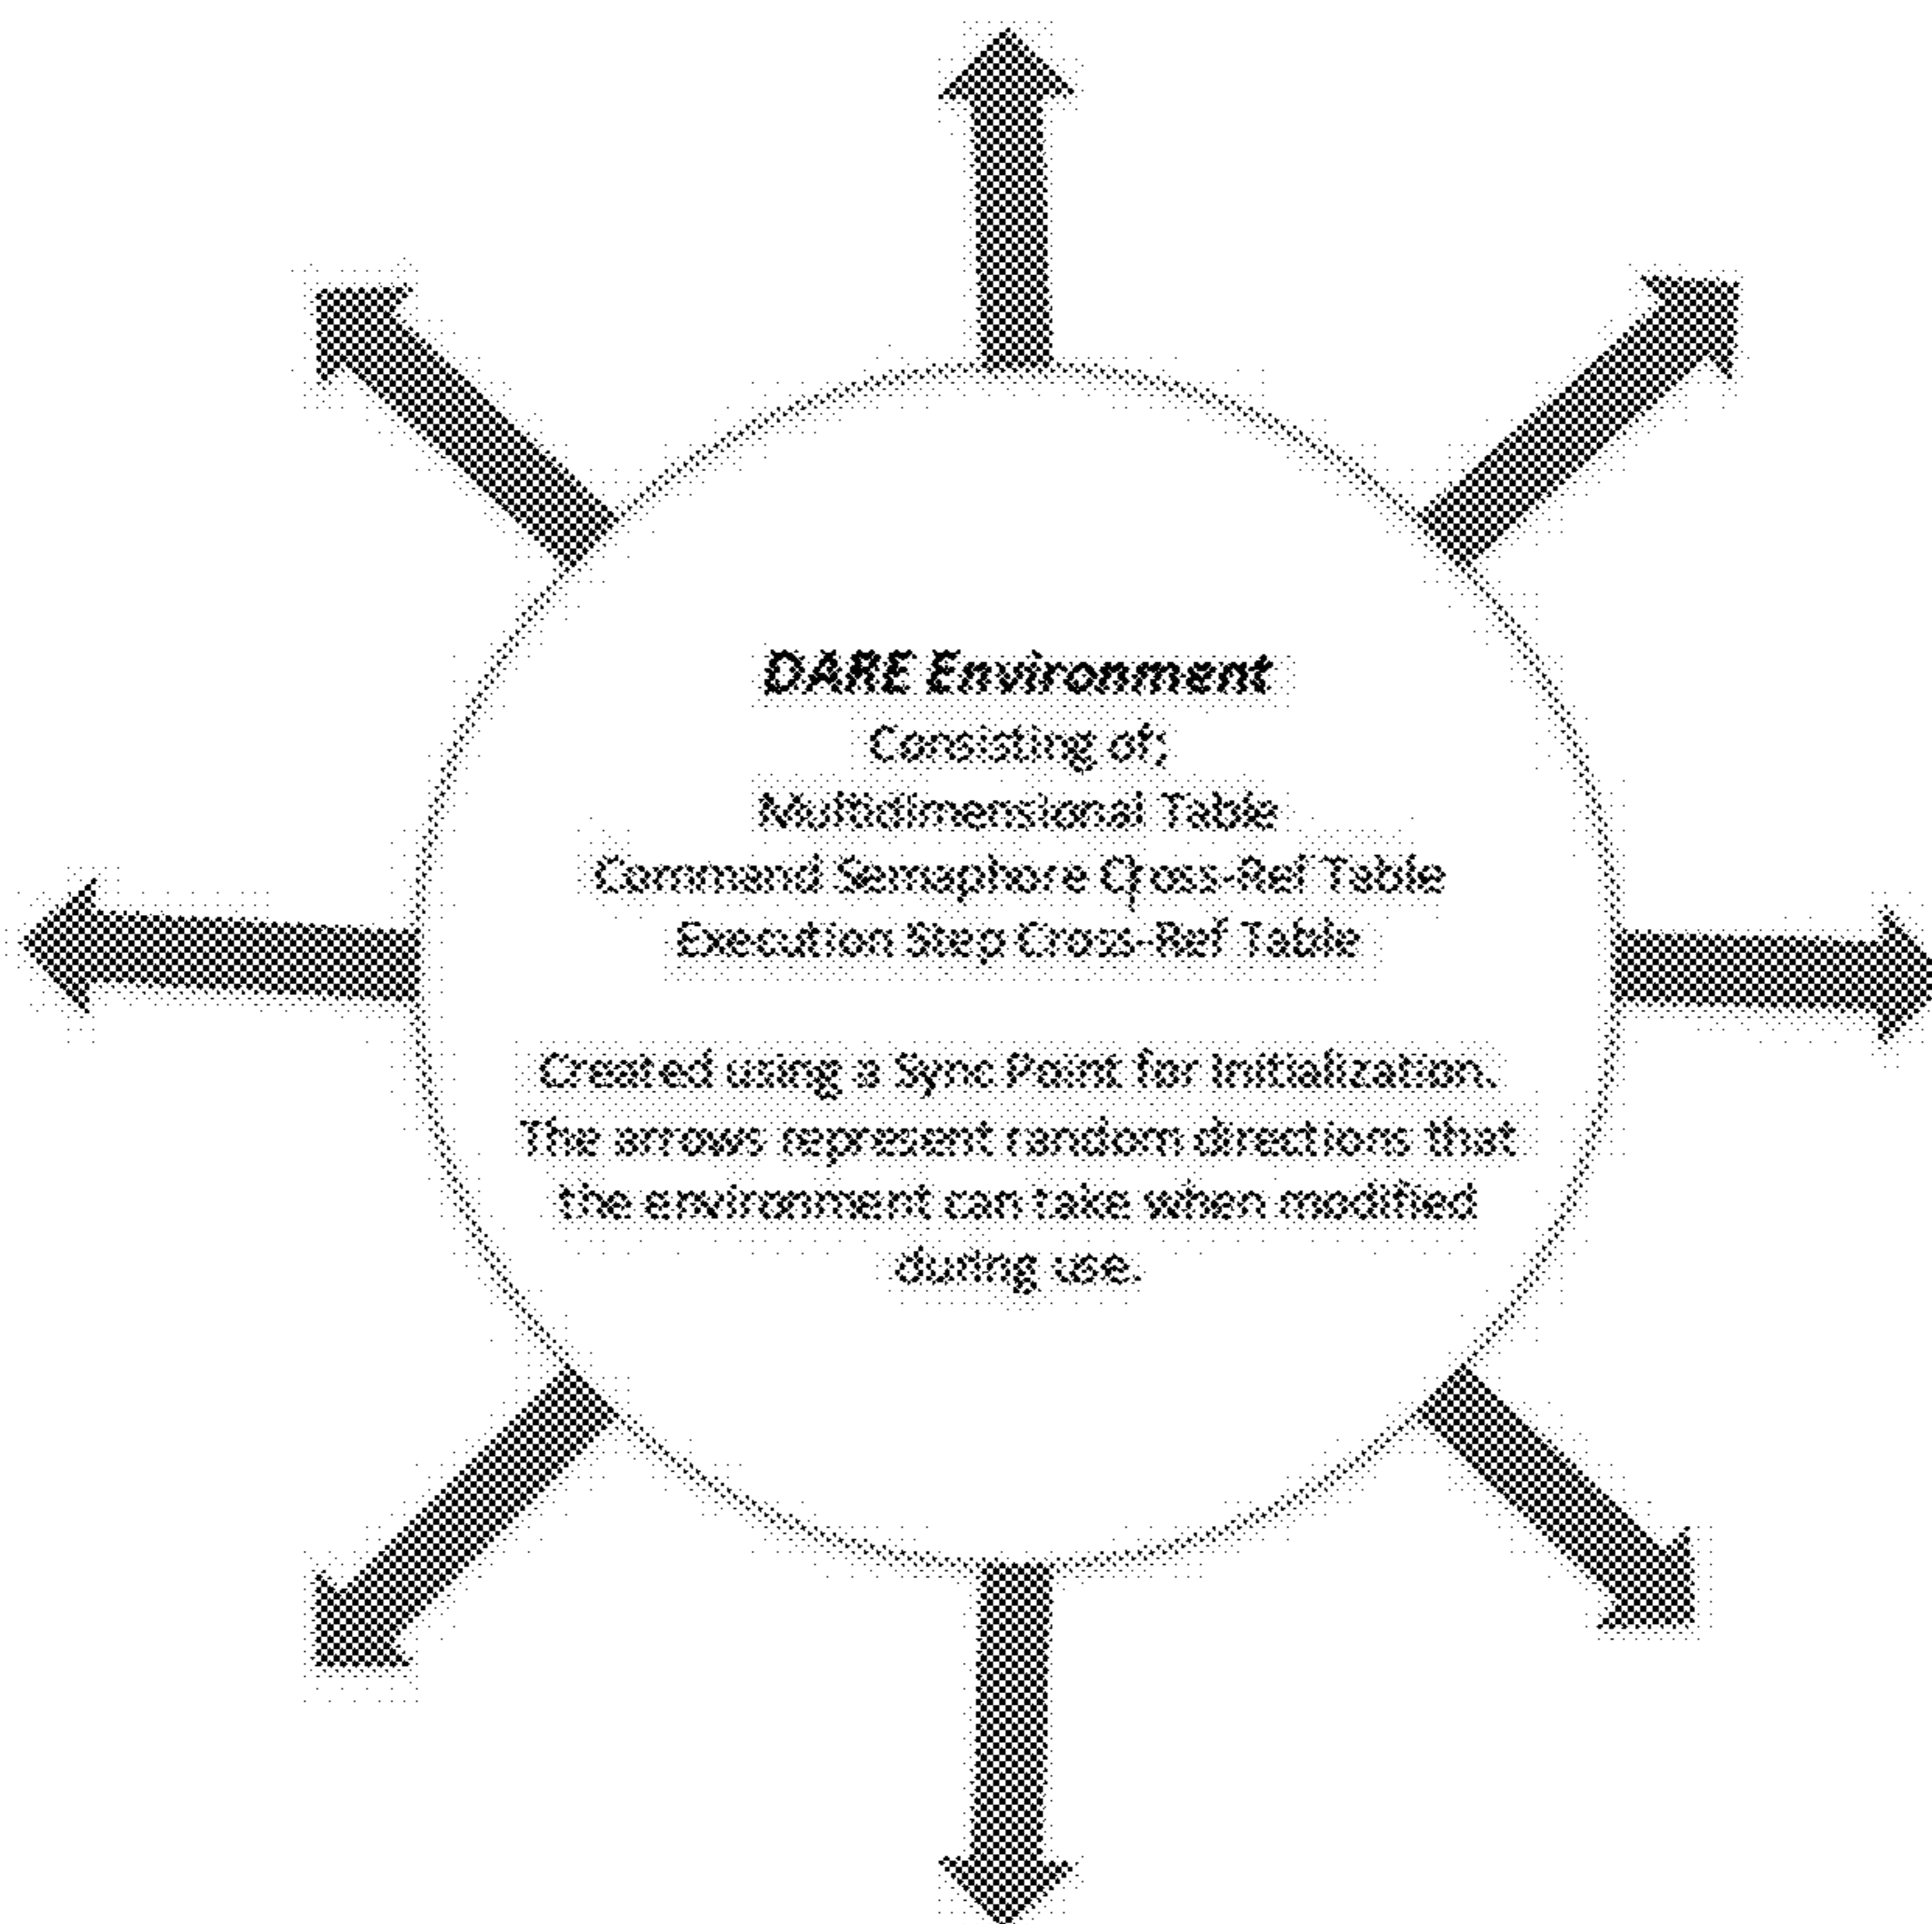 DARE Environment
Consisting of;
Multidimensional Table
Command Semaphore Cross-Ref Table
Execution Step Cross-Ref Table
Created using a Sync Point for Initialization.
The arrows represent random directions that
the environment can take when modified
during use.